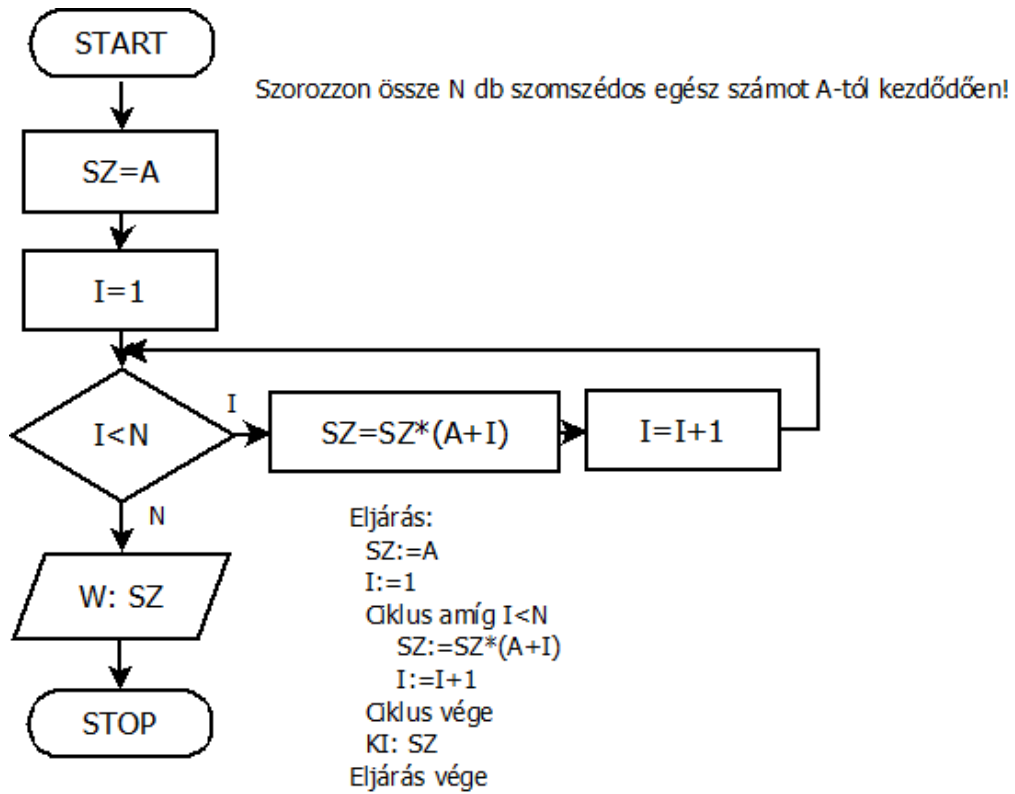 START
Szorozzon össze N db szomszédos egész számot A-tól kezdődően!
SZ=A
I=1
I<N
I
SZ=SZ*(A+I)
I=I+1
N
W: SZ
STOP
Eljárás:
SZ:=A
I:=1
Ciklus amíg I<N
SZ:=SZ*(A+I)
I:=I+1
Ciklus vége
KI: SZ
Eljárás vége